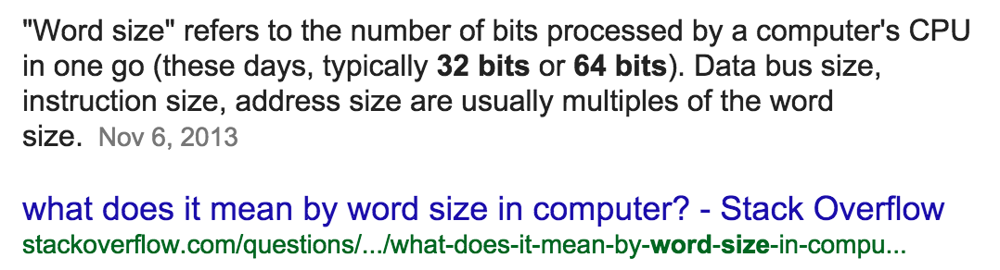 "Word size" refers to the number of bits processed by a computer's CPU
in one go (these days, typically 32 bits or 64 bits). Data bus size,
instruction size, address size are usually multiples of the word
size. Nov 6, 2013
what does it mean by word size in computer? - Stack Overflow
stackoverflow.com/questions/.../what-does-it-mean-by-word-size-in-compu...